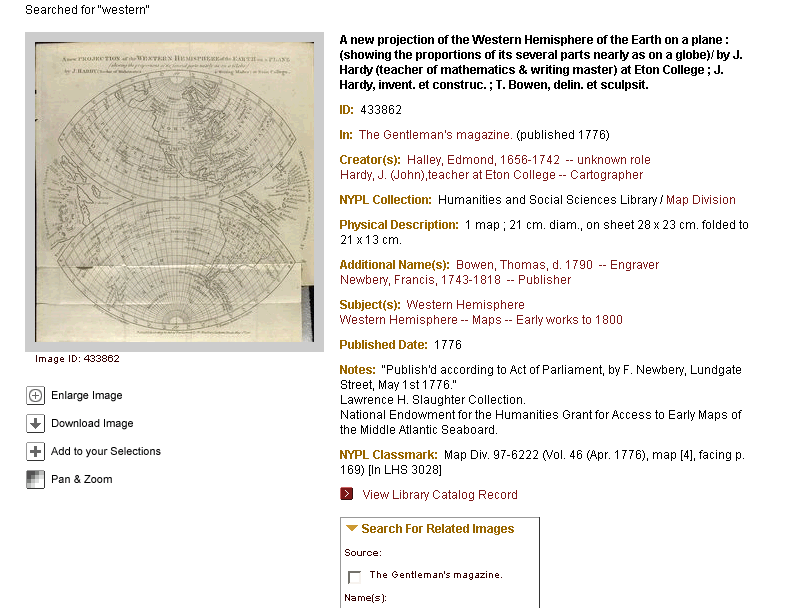 Searched for "western"
A new PROJECTION of the WESTERN HEMISPHERE of the EARTH on a PLANE
(shewing the proportions of its several parts nearly as on a globe)
by J. HARDY
Image ID: 433862
Enlarge Image
Download Image
Add to your Selections
Pan & Zoom
A new projection of the Western Hemisphere of the Earth on a plane :
(showing the proportions of its several parts nearly as on a globe)/ by J.
Hardy (teacher of mathematics & writing master) at Eton College ; J.
Hardy, invent. et construc. ; T. Bowen, delin. et sculpsit.
ID: 433862
In: The Gentleman's magazine. (published 1776)
Creator(s): Halley, Edmond, 1656-1742 -- unknown role
Hardy, J. (John),teacher at Eton College -- Cartographer
NYPL Collection: Humanities and Social Sciences Library / Map Division
Physical Description: 1 map ; 21 cm. diam., on sheet 28 x 23 cm. folded to
21 x 13 cm.
Additional Name(s): Bowen, Thomas, d. 1790 -- Engraver
Newbery, Francis, 1743-1818 -- Publisher
Subject(s): Western Hemisphere
Western Hemisphere -- Maps -- Early works to 1800
Published Date: 1776
Notes: "Publish'd according to Act of Parliament, by F. Newbery, Lundgate
Street, May 1st 1776."
Lawrence H. Slaughter Collection.
National Endowment for the Humanities Grant for Access to Early Maps of
the Middle Atlantic Seaboard.
NYPL Classmark: Map Div. 97-6222 (Vol. 46 (Apr. 1776), map [4], facing p.
169) [In LHS 3028]
View Library Catalog Record
Search For Related Images
Source:
The Gentleman's magazine.
Name(s):